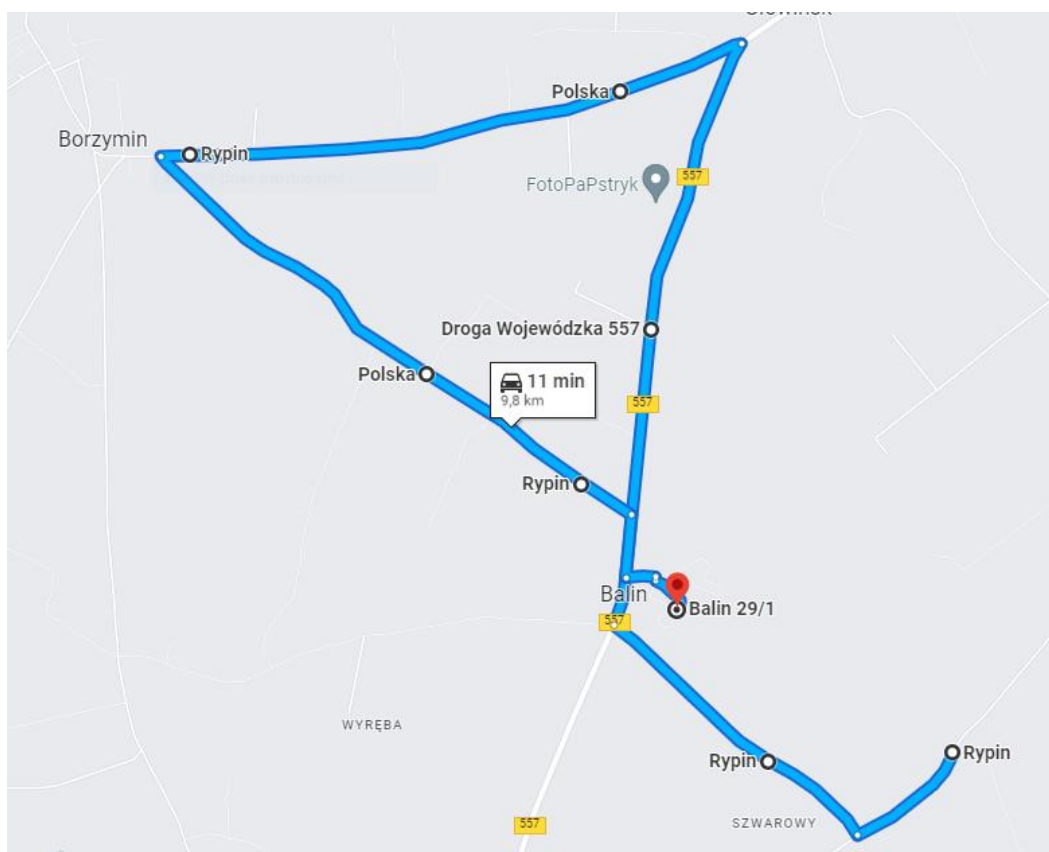 Polska
Borzymin
Rypin
557
FotoPaPstryk
Droga Wojewódzka 557
Polska
11 min
9,8 km
557
Rypin
Balin
Balin 29/1
557
WYRĘBA
Rypin
Rypin
SZWAROWY
557